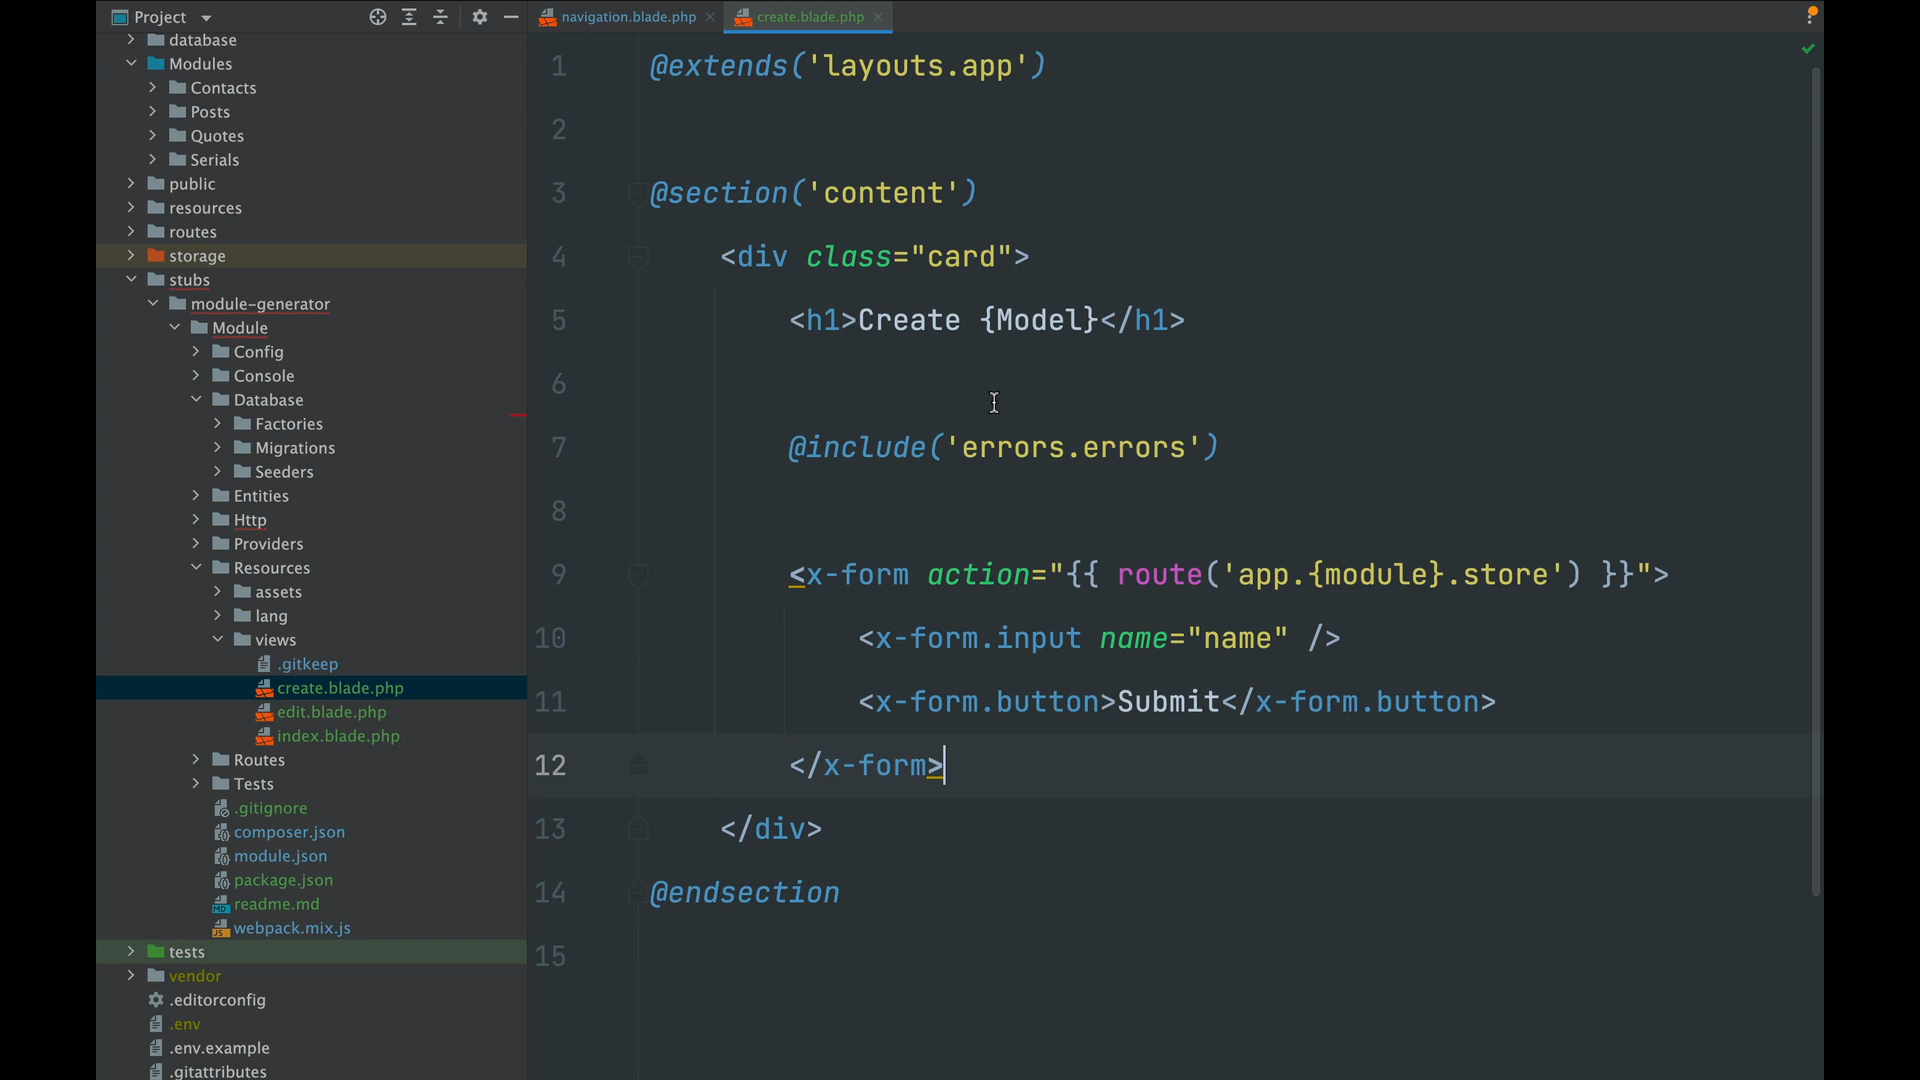 Project
database
Modules
Contacts
Posts
Quotes
Serials
public
resources
routes
storage
stubs
module-generator
Module
Config
Console
Database
Factories
Migrations
Seeders
Entities
Http
Providers
Resources
assets
lang
views
.gitkeep
create.blade.php
edit.blade.php
index.blade.php
Routes
Tests
.gitignore
composer.json
module.json
package.json
readme.md
webpack.mix.js
tests
vendor
.editorconfig
.env
.env.example
.gitattributes
navigation.blade.php
create.blade.php
1 @extends('layouts.app')
2
3 @section('content')
4 <div class="card">
5 <h1>Create {Model}</h1>
6
7 @include('errors.errors')
8
9 <x-form action="{{ route('app.{module}.store') }}">
10 <x-form.input name="name" />
11 <x-form.button>Submit</x-form.button>
12 </x-form>
13 </div>
14 @endsection
15